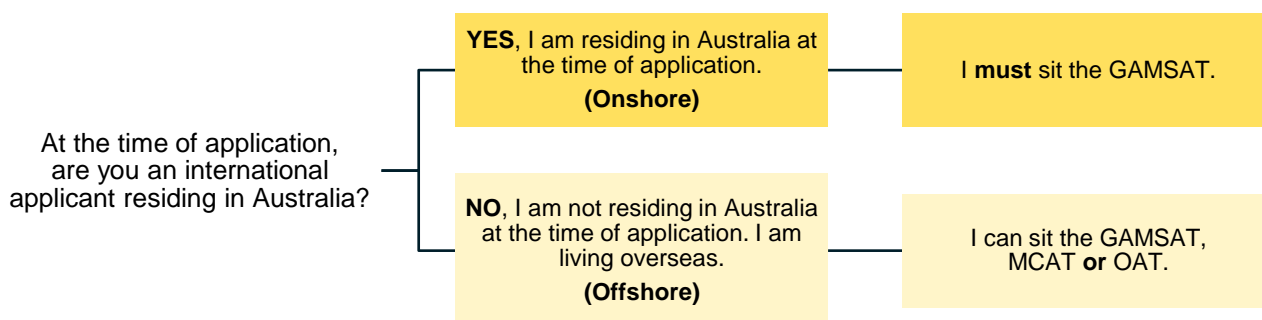 At the time of application,
are you an international
applicant residing in Australia?
YES, I am residing in Australia at
the time of application.
(Onshore)
I must sit the GAMSAT.
NO, I am not residing in Australia
at the time of application. I am
living overseas.
(Offshore)
I can sit the GAMSAT,
MCAT or OAT.